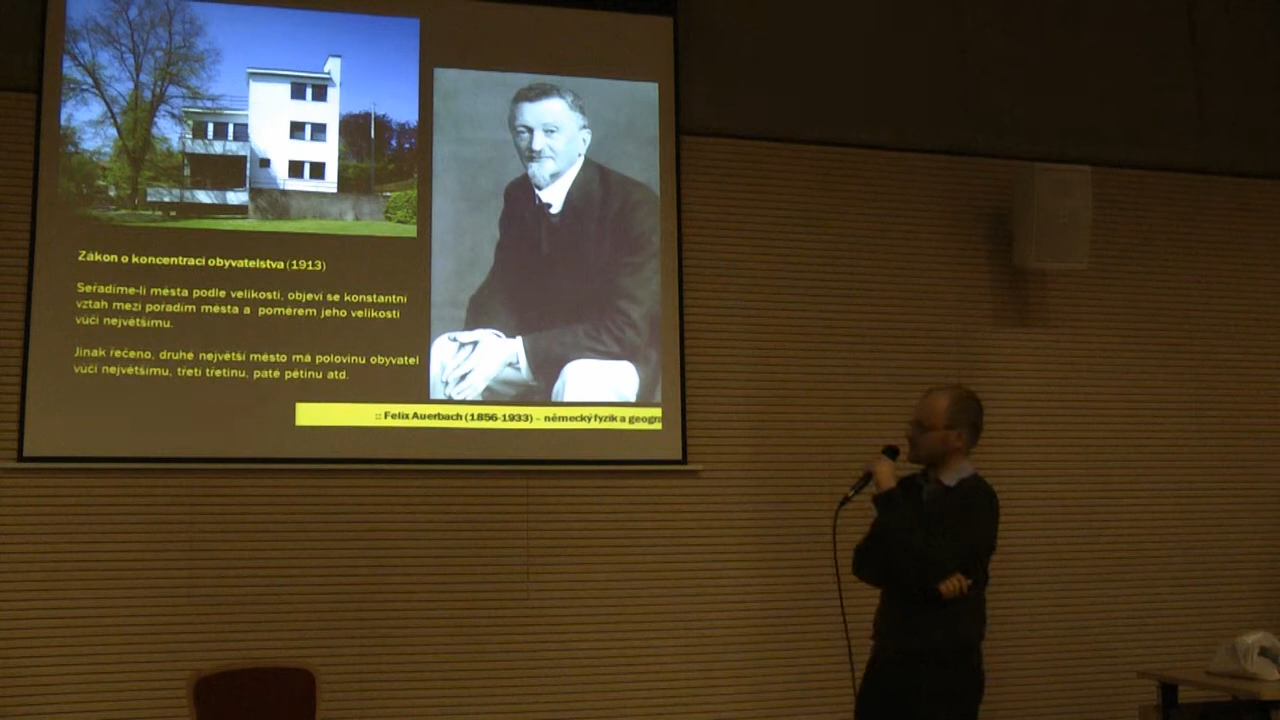 Zákon o koncentraci obyvatelstva (1913)
Seřadíme-li města podle velikosti, objeví se konstantní
vztah mezi pořadím města a poměrem jeho velikosti
vůči největšímu.
Jinak řečeno, druhé největší město má polovinu obyvatel
vůči největšímu, třetí třetinu, páté pětinu atd.
:: Felix Auerbach (1856-1933) – německý fyzik a geogra